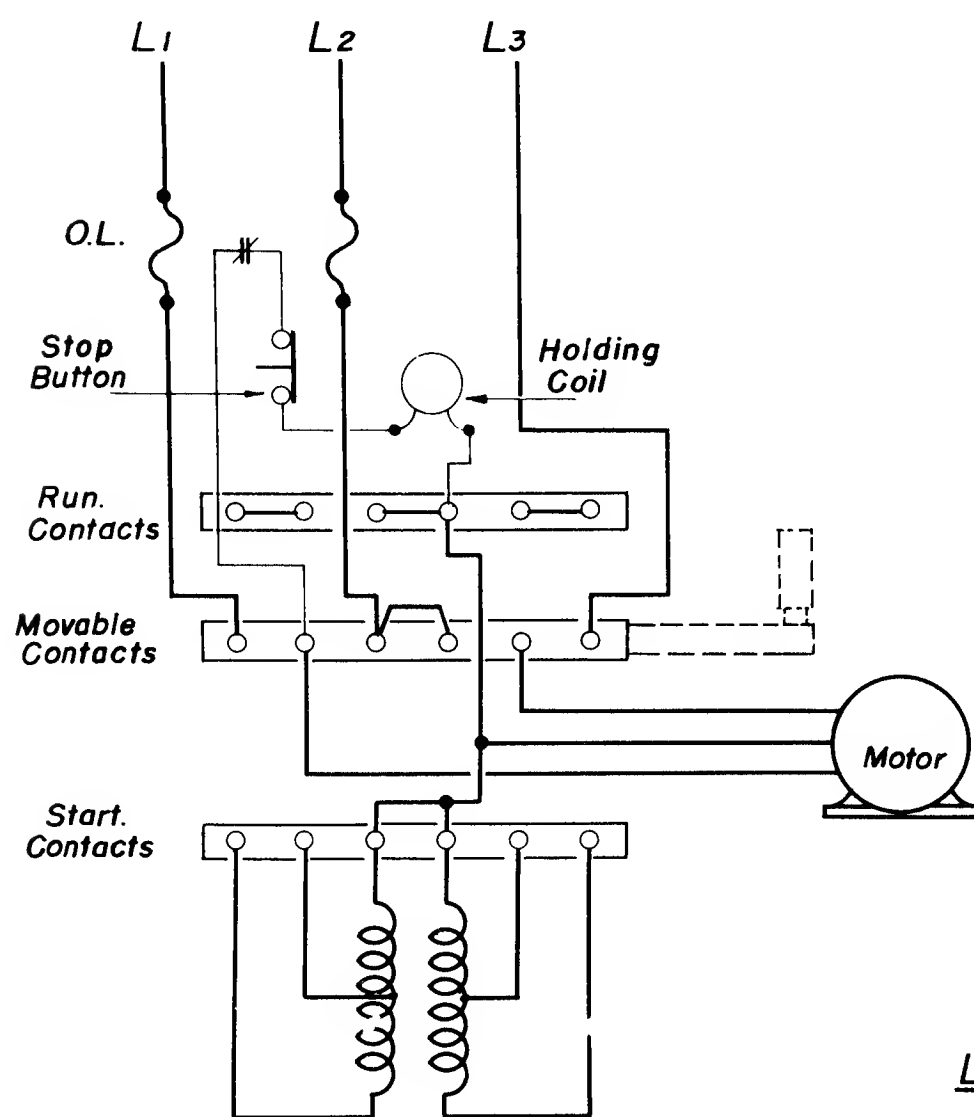 L1 L2 L3
O.L.
Stop
Button
Holding
Coil
Run.
Contacts
Movable
Contacts
Motor
Start.
Contacts
L